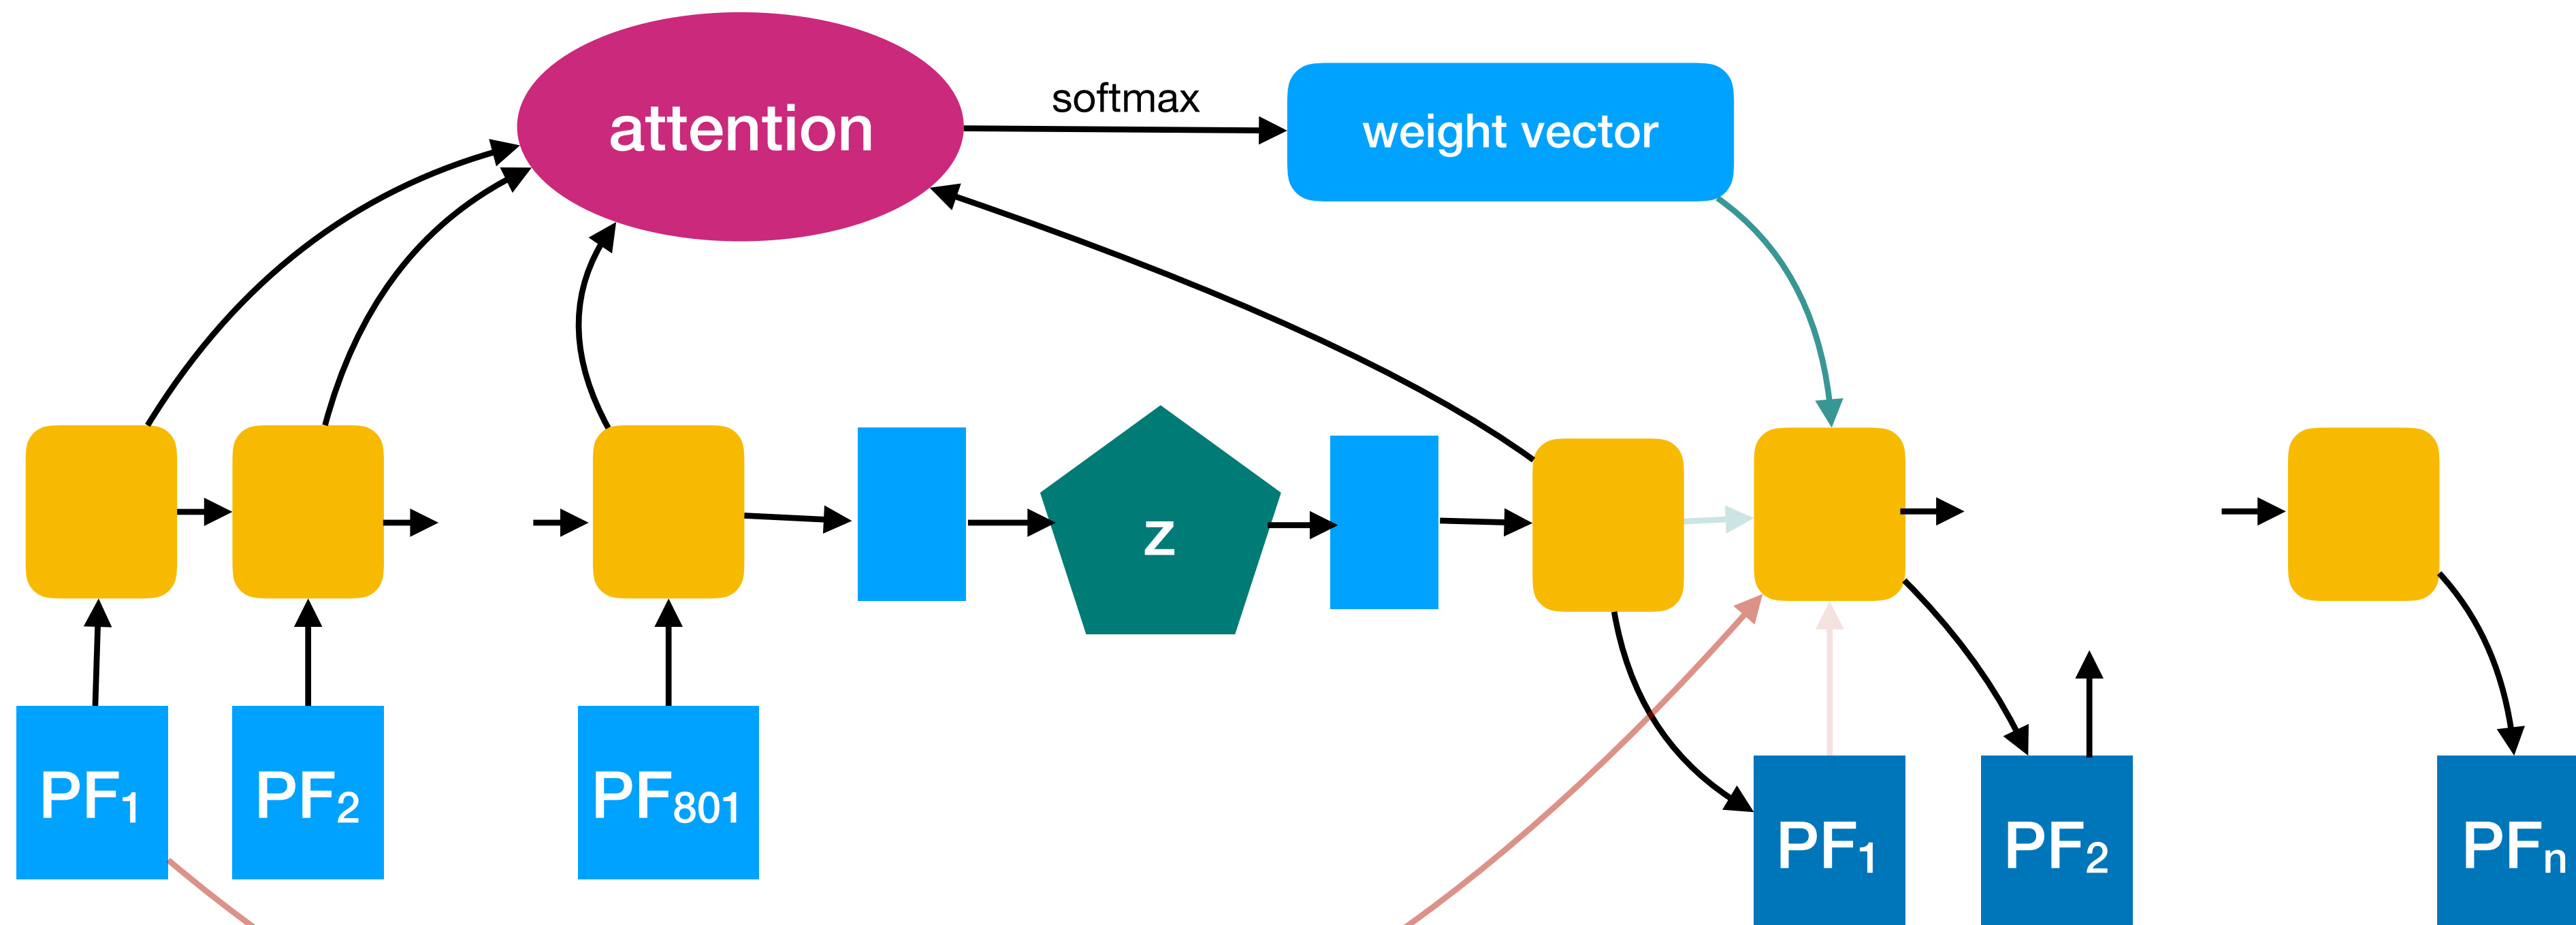 attention
softmax
weight vector
z
PF1
PF2
PF801
PF1
PF2
PFn